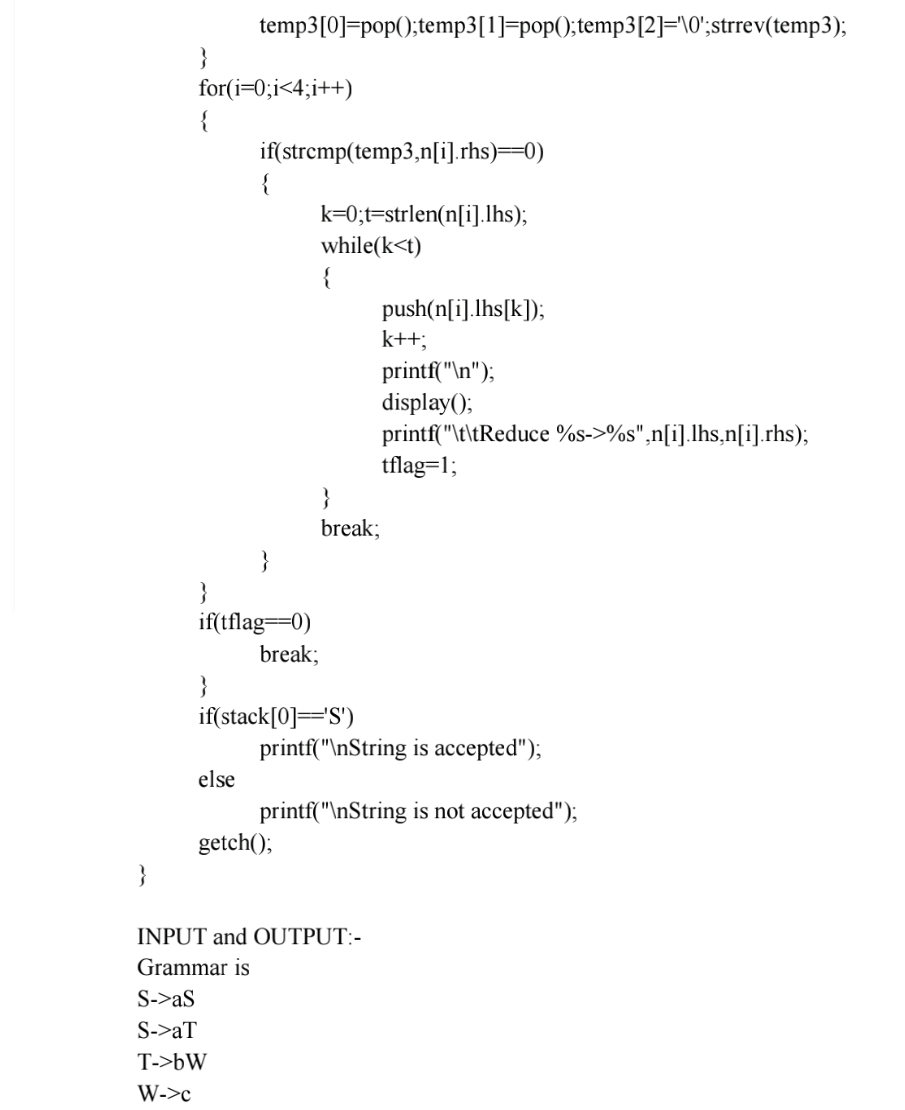 temp3[0]=pop();temp3[1]=pop();temp3[2]='\0';strrev(temp3);
}
for(i=0;i<4;i++)
{
if(strcmp(temp3,n[i].rhs)==0)
{
k=0;t=strlen(n[i].lhs);
while(k<t)
{
push(n[i].lhs[k]);
k++;
printf("\n");
display();
printf("\t\tReduce %s->%s",n[i].lhs,n[i].rhs);
tflag=1;
}
break;
}
}
if(tflag==0)
break;
}
if(stack[0]=='S')
printf("\nString is accepted");
else
printf("\nString is not accepted");
getch();
}
INPUT and OUTPUT:-
Grammar is
S->aS
S->aT
T->bW
W->c